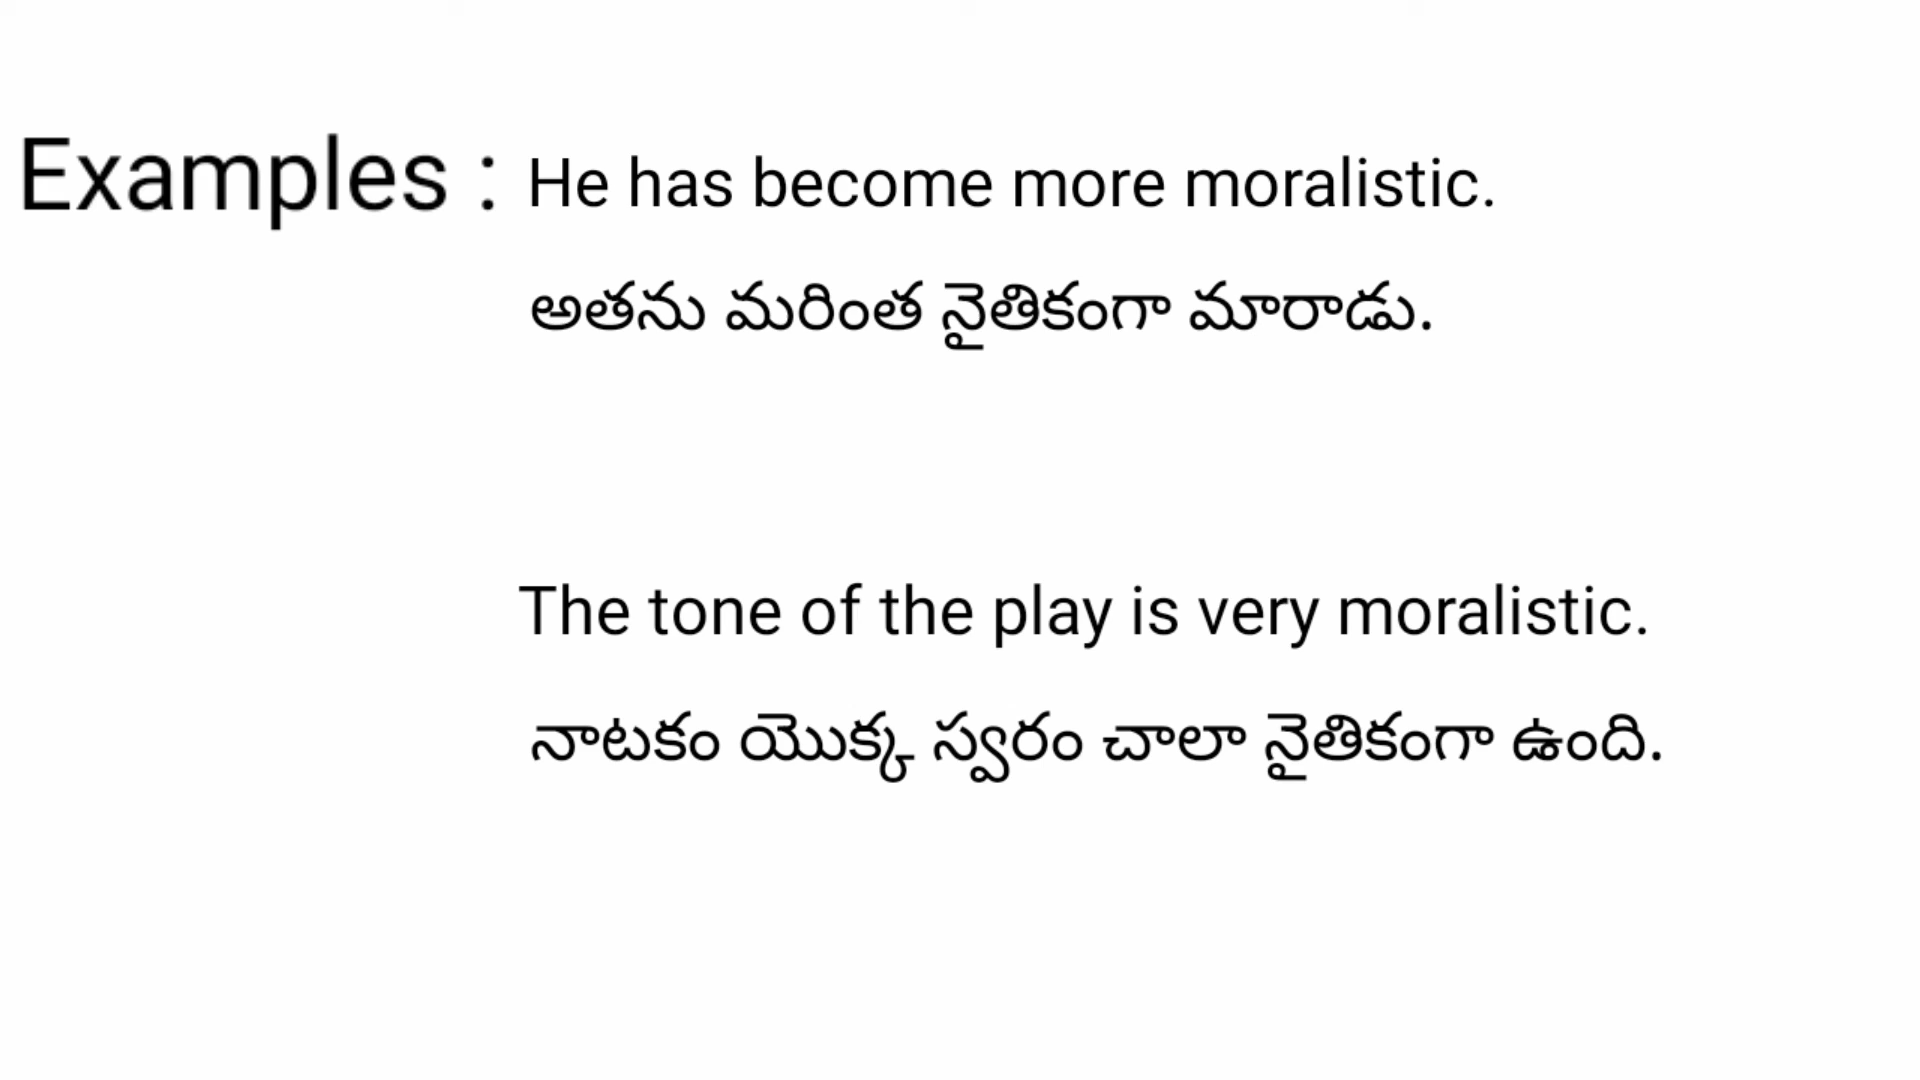 Examples : He has become more moralistic.
అతను మరింత నైతికంగా మారాడు.
The tone of the play is very moralistic.
నాటకం యొక్క స్వరం చాలా నైతికంగా ఉంది.